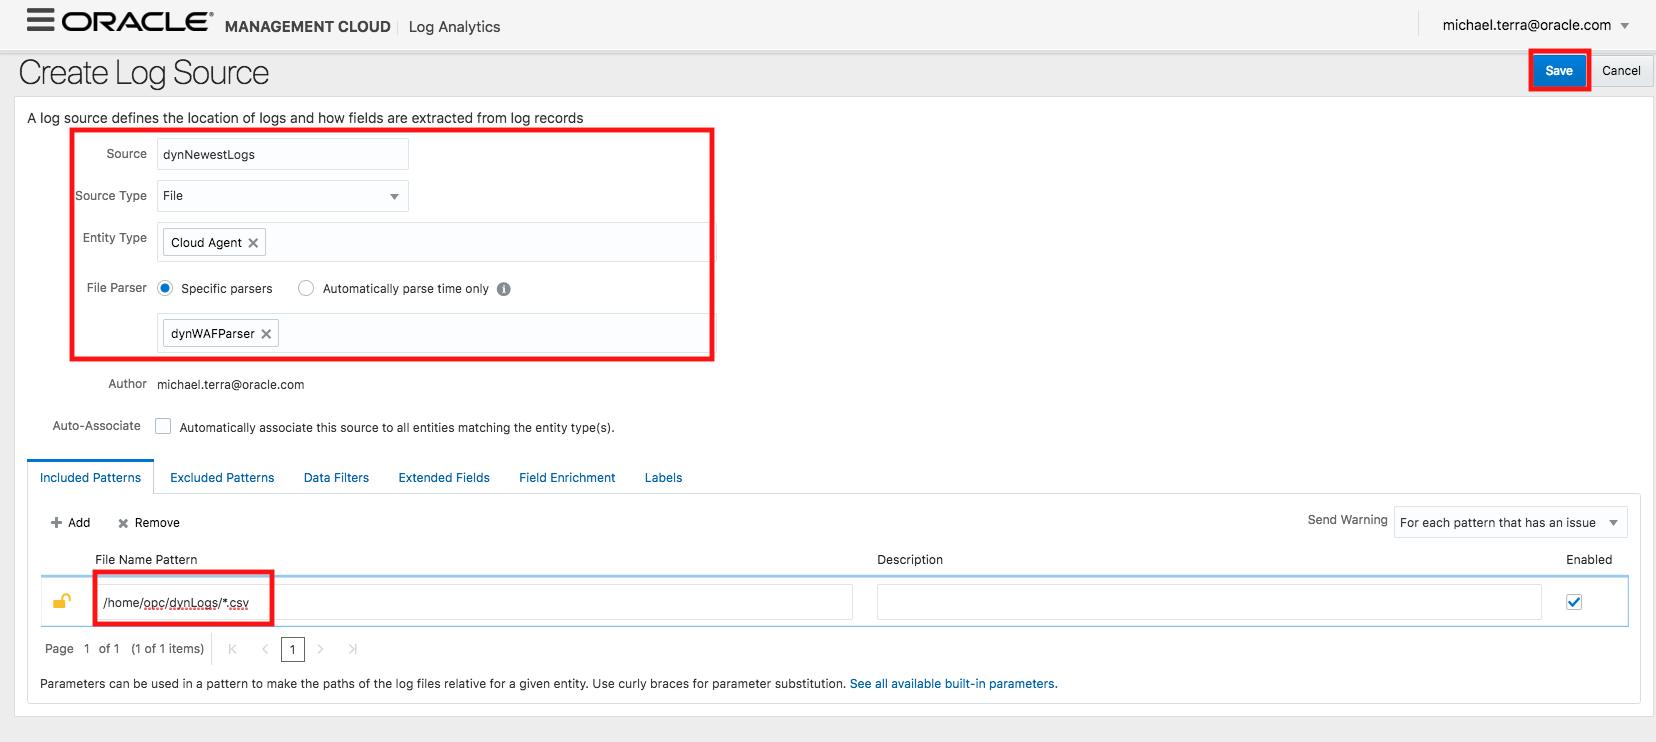 ORACLE® MANAGEMENT CLOUD Log Analytics michael.terra@oracle.com
Create Log Source Save Cancel
A log source defines the location of logs and how fields are extracted from log records
Source dynNewestLogs
Source Type File
Entity Type Cloud Agent
File Parser Specific parsers Automatically parse time only
dynWAFParser
Author michael.terra@oracle.com
Auto-Associate Automatically associate this source to all entities matching the entity type(s).
Included Patterns Excluded Patterns Data Filters Extended Fields Field Enrichment Labels
Add Remove Send Warning For each pattern that has an issue
File Name Pattern Description Enabled
/home/opc/dynLogs/*.csv
Page 1 of 1 (1 of 1 items) 1
Parameters can be used in a pattern to make the paths of the log files relative for a given entity. Use curly braces for parameter substitution. See all available built-in parameters.